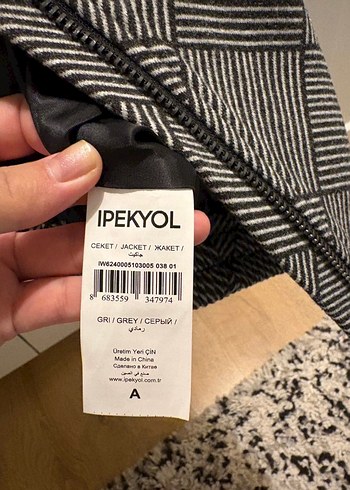 IPEKYOL
CEKET / JACKET / ЖАКЕТ /
جاكيت
IW6240005103005 038 01
8 683559 347974
GRI / GREY / СЕРЫЙ /
رمادي
Üretim Yeri ÇİN
Made in China
Сделано в Китае
صنع في الصين
www.ipekyol.com.tr
A